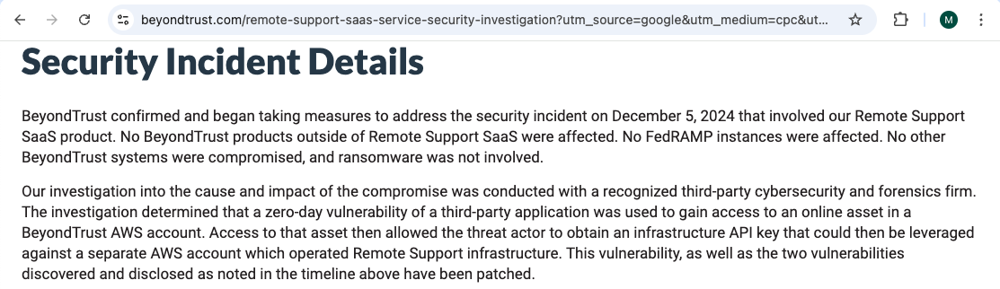 beyondtrust.com/remote-support-saas-service-security-investigation?utm_source=google&utm_medium=cpc&ut...
M
Security Incident Details
BeyondTrust confirmed and began taking measures to address the security incident on December 5, 2024 that involved our Remote Support
SaaS product. No BeyondTrust products outside of Remote Support SaaS were affected. No FedRAMP instances were affected. No other
BeyondTrust systems were compromised, and ransomware was not involved.
Our investigation into the cause and impact of the compromise was conducted with a recognized third-party cybersecurity and forensics firm.
The investigation determined that a zero-day vulnerability of a third-party application was used to gain access to an online asset in a
BeyondTrust AWS account. Access to that asset then allowed the threat actor to obtain an infrastructure API key that could then be leveraged
against a separate AWS account which operated Remote Support infrastructure. This vulnerability, as well as the two vulnerabilities
discovered and disclosed as noted in the timeline above have been patched.